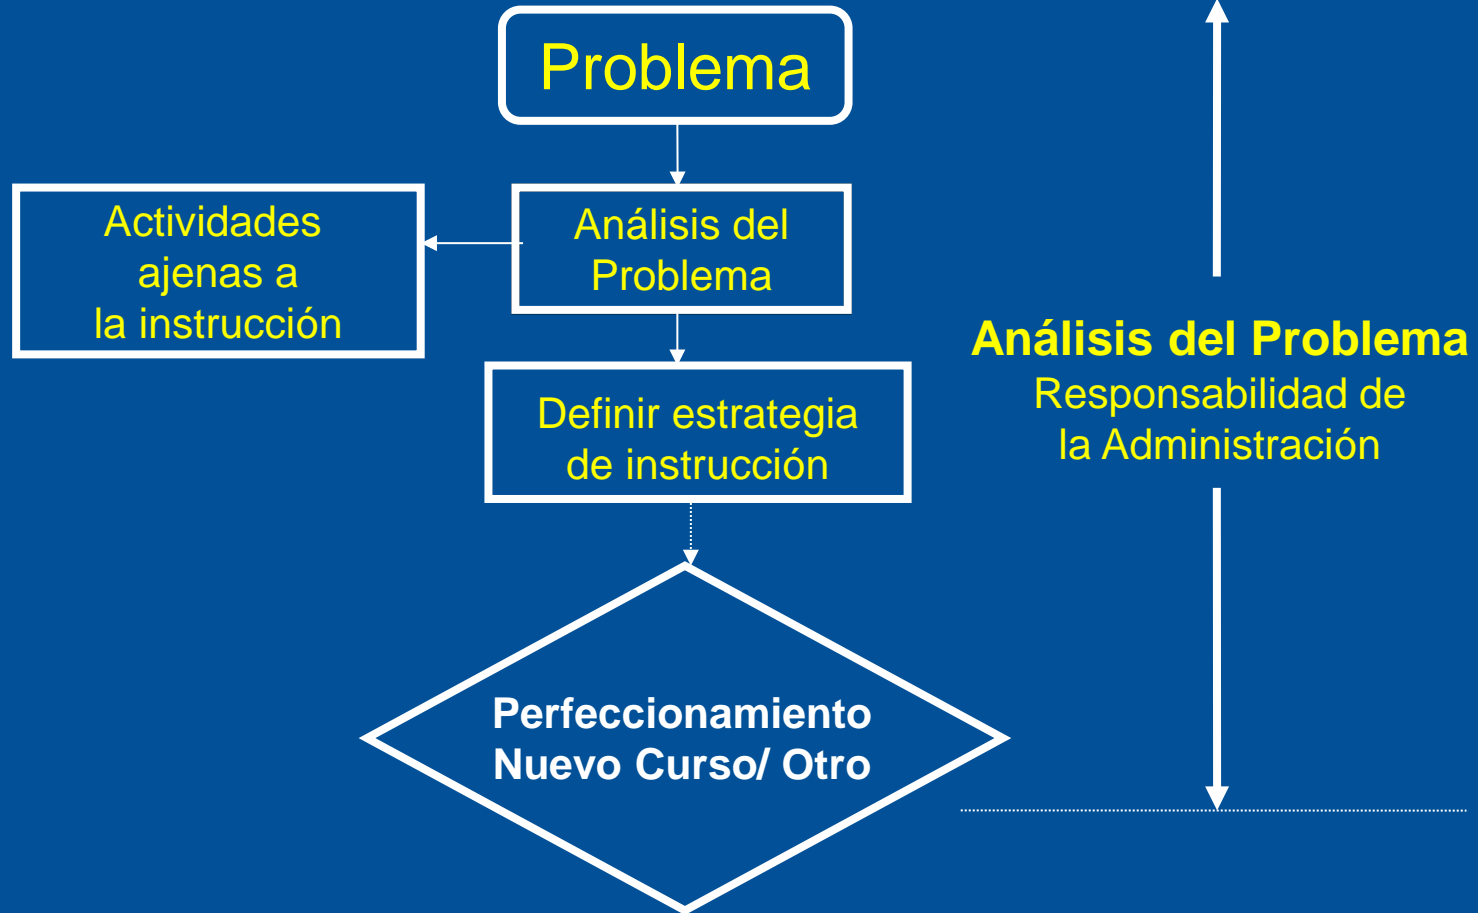 Problema
Actividades
ajenas a
la instrucción
Análisis del
Problema
Definir estrategia
de instrucción
Perfeccionamiento
Nuevo Curso/ Otro
Análisis del Problema
Responsabilidad de
la Administración